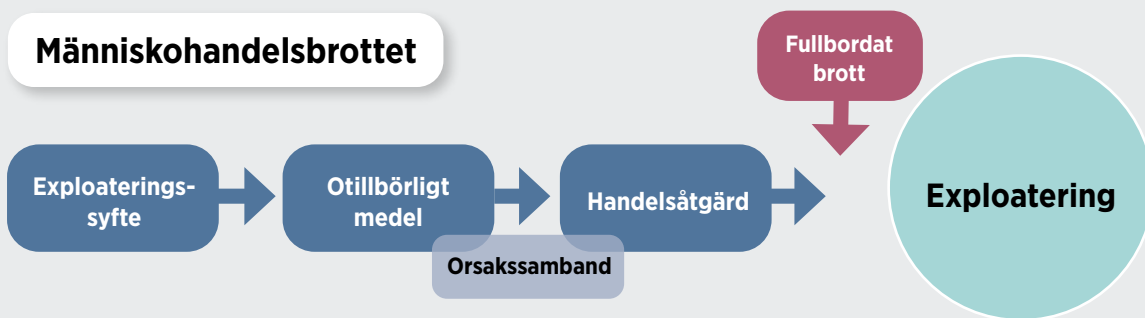 Människohandelsbrottet
Fullbordat
brott
Exploaterings-
syfte
Otillbörligt
medel
Orsakssamband
Handelsåtgärd
Exploatering